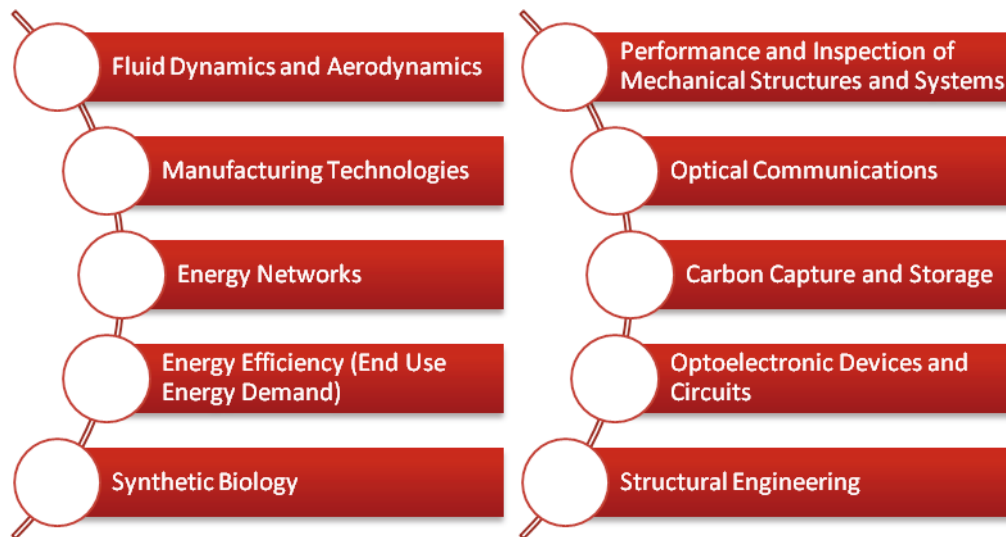 Fluid Dynamics and Aerodynamics
Manufacturing Technologies
Energy Networks
Energy Efficiency (End Use
Energy Demand)
Synthetic Biology
Performance and Inspection of
Mechanical Structures and Systems
Optical Communications
Carbon Capture and Storage
Optoelectronic Devices and
Circuits
Structural Engineering